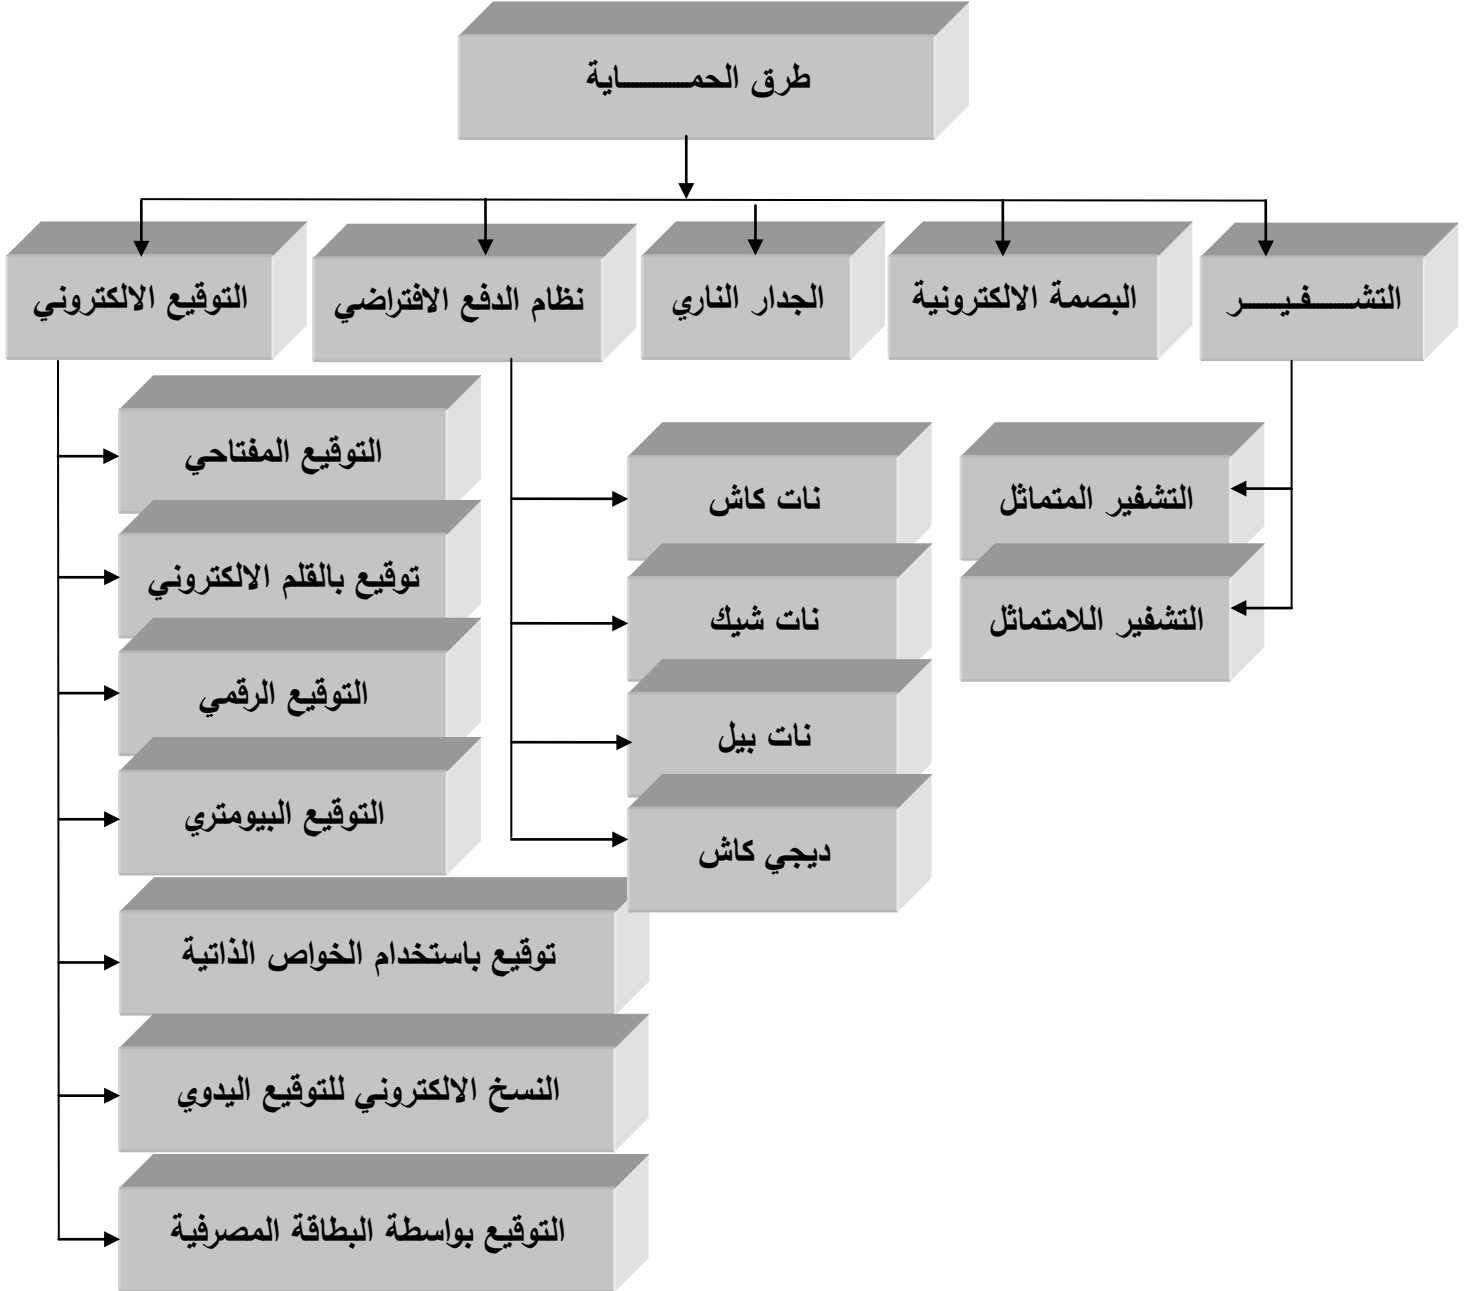 طرق الحمـــــــاية
التشـــــفـيـــــر
البصمة الالكترونية
الجدار الناري
نظام الدفع الافتراضي
التوقيع الالكتروني
التشفير المتماثل
التشفير اللامتماثل
نات كاش
نات شيك
نات بيل
ديجي كاش
التوقيع المفتاحي
توقيع بالقلم الالكتروني
التوقيع الرقمي
التوقيع البيومتري
توقيع باستخدام الخواص الذاتية
النسخ الالكتروني للتوقيع اليدوي
التوقيع بواسطة البطاقة المصرفية